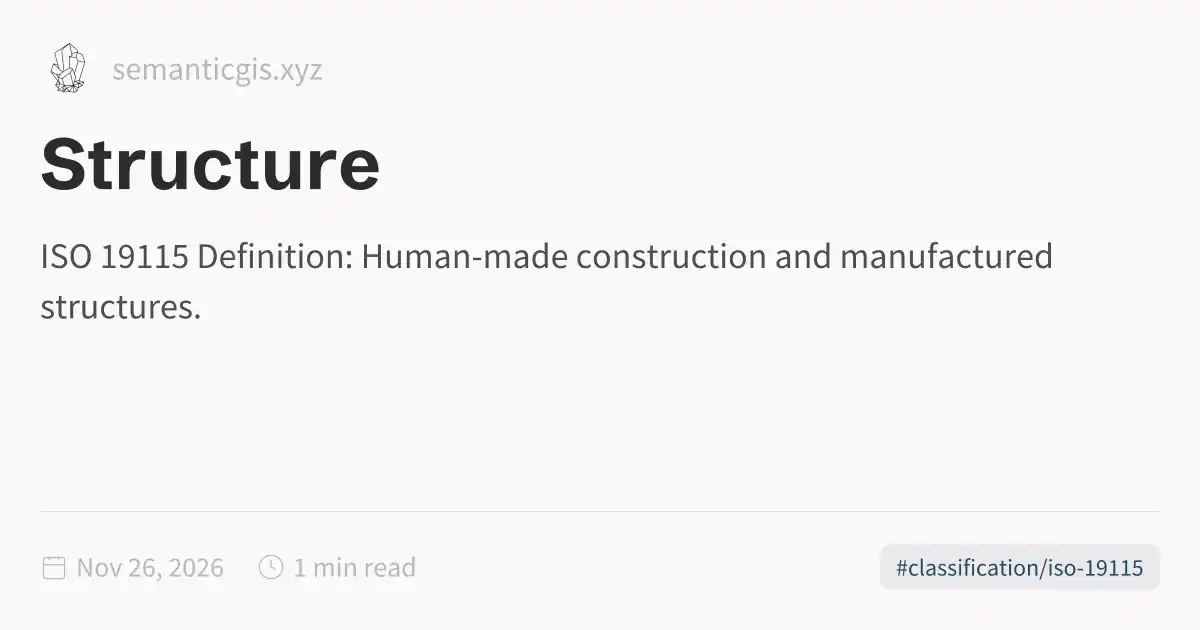 semanticgis.xyz
Structure
ISO 19115 Definition: Human-made construction and manufactured
structures.
Nov 26, 2026
1 min read
#classification/iso-19115